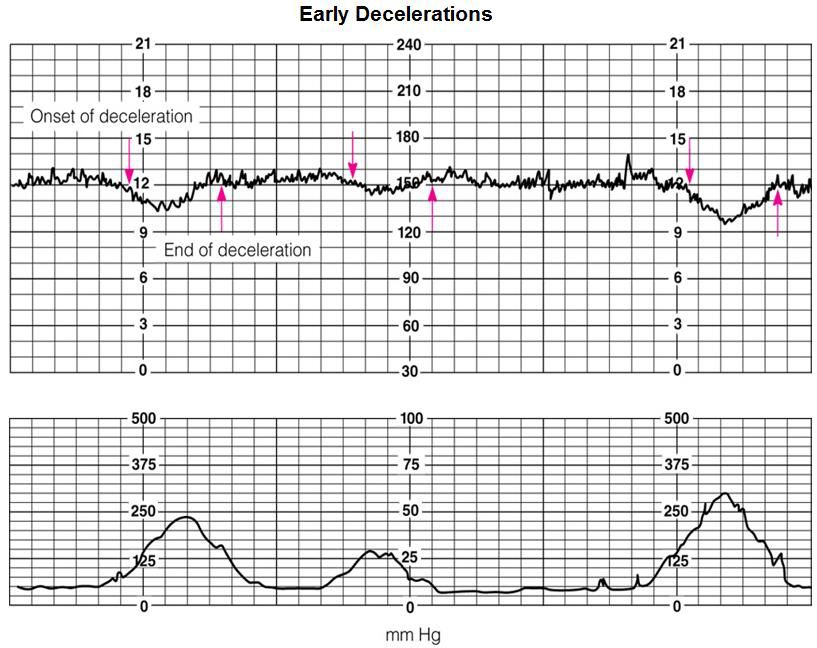 Early Decelerations
21 240 21
18 210 18
Onset of deceleration
15 180 15
12 150 12
9 120 9
End of deceleration
6 90 6
3 60 3
0 30 0
500 100 500
375 75 375
250 50 250
125 25 125
0 0 0
mm Hg